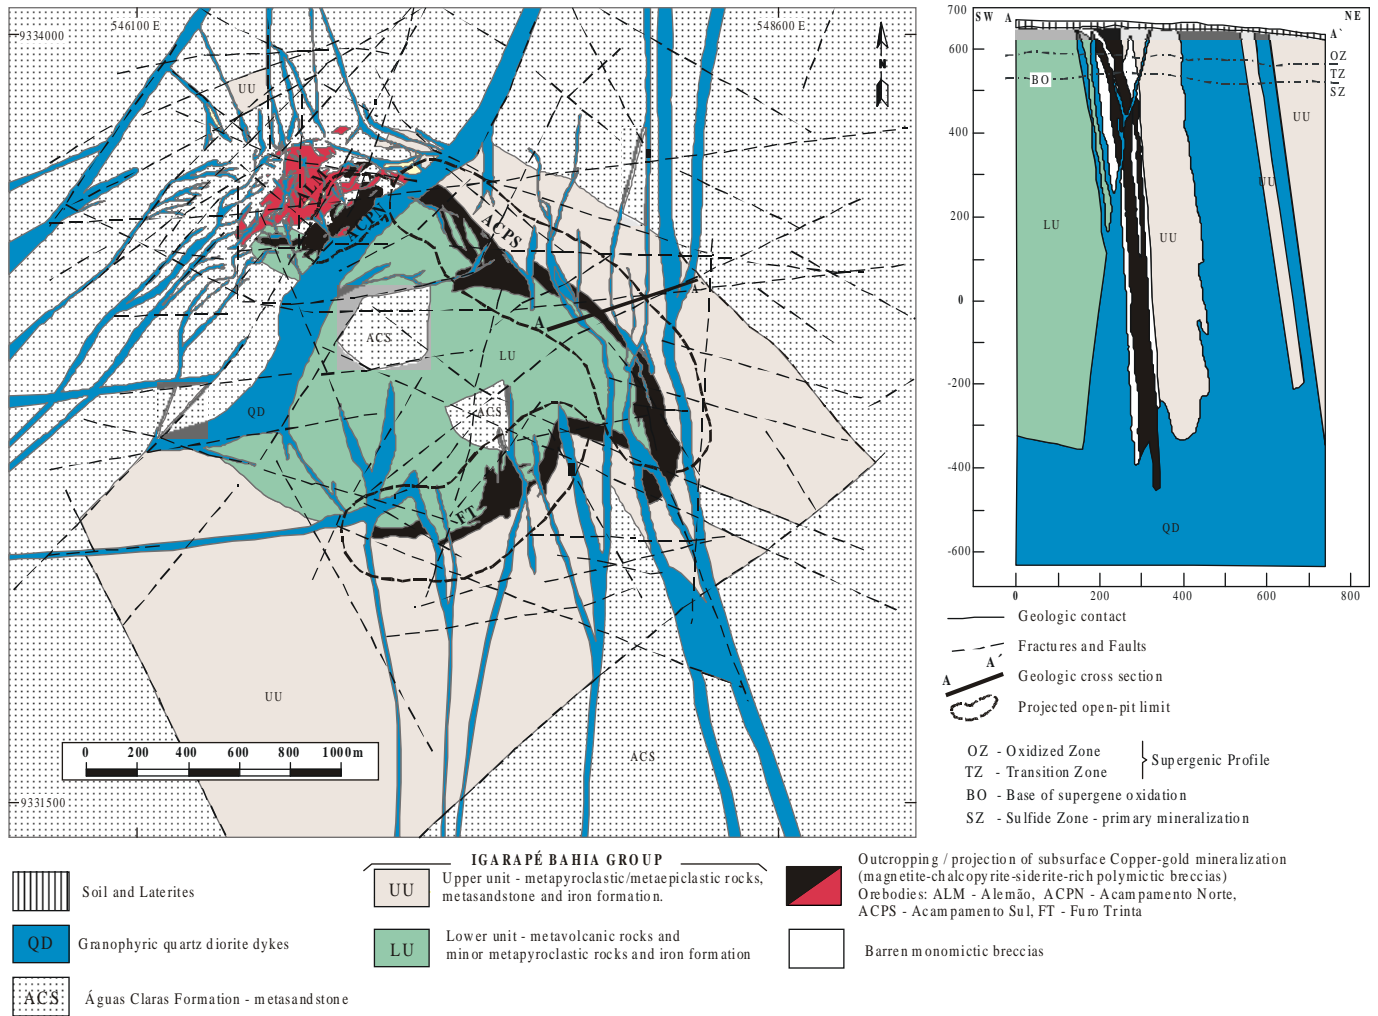 546100 E
548600 E
9334000
N
UU
ALM
ACPN
ACPS
A
A'
ACS
LU
ACS
QD
FT
UU
ACS
0 200 400 600 800 1000m
9331500
700
SW A
NE
A`
600
OZ
TZ
SZ
BO
UU
400
UU
200
LU
UU
0
-200
-400
QD
-600
0 200 400 600 800
Geologic contact
Fractures and Faults
A A'
Geologic cross section
Projected open-pit limit
OZ - Oxidized Zone
TZ - Transition Zone
Supergenic Profile
BO - Base of supergene oxidation
SZ - Sulfide Zone - primary mineralization
Soil and Laterites
QD Granophyric quartz diorite dykes
ACS Águas Claras Formation - metasandstone
IGARAPÉ BAHIA GROUP
UU Upper unit - metapyroclastic/metaepiclastic rocks,
metasandstone and iron formation.
LU Lower unit - metavolcanic rocks and
minor metapyroclastic rocks and iron formation
Outcropping / projection of subsurface Copper-gold mineralization
(magnetite-chalcopyrite-siderite-rich polymictic breccias)
Orebodies: ALM - Alemão, ACPN - Acampamento Norte,
ACPS - Acampamento Sul, FT - Furo Trinta
Barren monomictic breccias